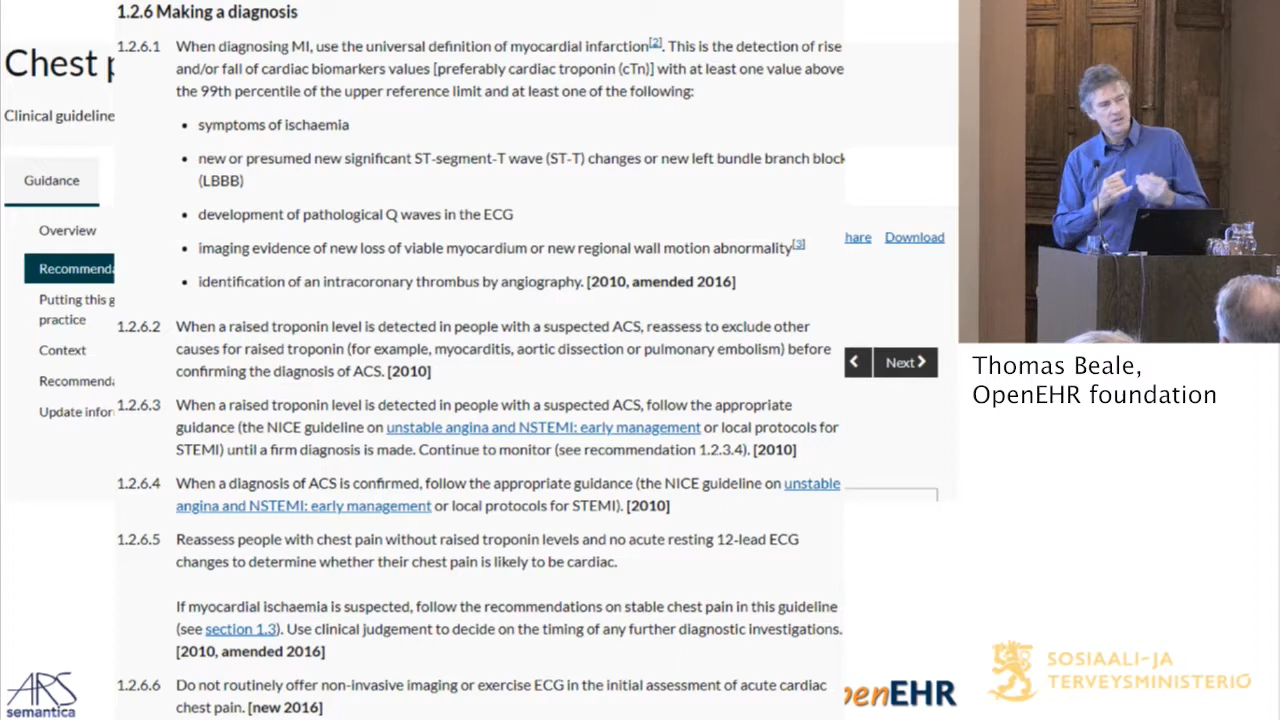 1.2.6 Making a diagnosis
1.2.6.1 When diagnosing MI, use the universal definition of myocardial infarction[2]. This is the detection of rise
and/or fall of cardiac biomarkers values [preferably cardiac troponin (cTn)] with at least one value above
the 99th percentile of the upper reference limit and at least one of the following:
• symptoms of ischaemia
• new or presumed new significant ST-segment-T wave (ST-T) changes or new left bundle branch block
(LBBB)
• development of pathological Q waves in the ECG
• imaging evidence of new loss of viable myocardium or new regional wall motion abnormality[3]
• identification of an intracoronary thrombus by angiography. [2010, amended 2016]
1.2.6.2 When a raised troponin level is detected in people with a suspected ACS, reassess to exclude other
causes for raised troponin (for example, myocarditis, aortic dissection or pulmonary embolism) before
confirming the diagnosis of ACS. [2010]
1.2.6.3 When a raised troponin level is detected in people with a suspected ACS, follow the appropriate
guidance (the NICE guideline on unstable angina and NSTEMI: early management or local protocols for
STEMI) until a firm diagnosis is made. Continue to monitor (see recommendation 1.2.3.4). [2010]
1.2.6.4 When a diagnosis of ACS is confirmed, follow the appropriate guidance (the NICE guideline on unstable
angina and NSTEMI: early management or local protocols for STEMI). [2010]
1.2.6.5 Reassess people with chest pain without raised troponin levels and no acute resting 12-lead ECG
changes to determine whether their chest pain is likely to be cardiac.
If myocardial ischaemia is suspected, follow the recommendations on stable chest pain in this guideline
(see section 1.3). Use clinical judgement to decide on the timing of any further diagnostic investigations.
[2010, amended 2016]
1.2.6.6 Do not routinely offer non-invasive imaging or exercise ECG in the initial assessment of acute cardiac
chest pain. [new 2016]
Chest p
Clinical guideline
Guidance
Overview
Recommenda
Putting this g
practice
Context
Recommenda
Update infor
hare Download
Next
Thomas Beale,
OpenEHR foundation
ARS
semantica
penEHR
SOSIAALI- JA
TERVEYSMINISTERIÖ